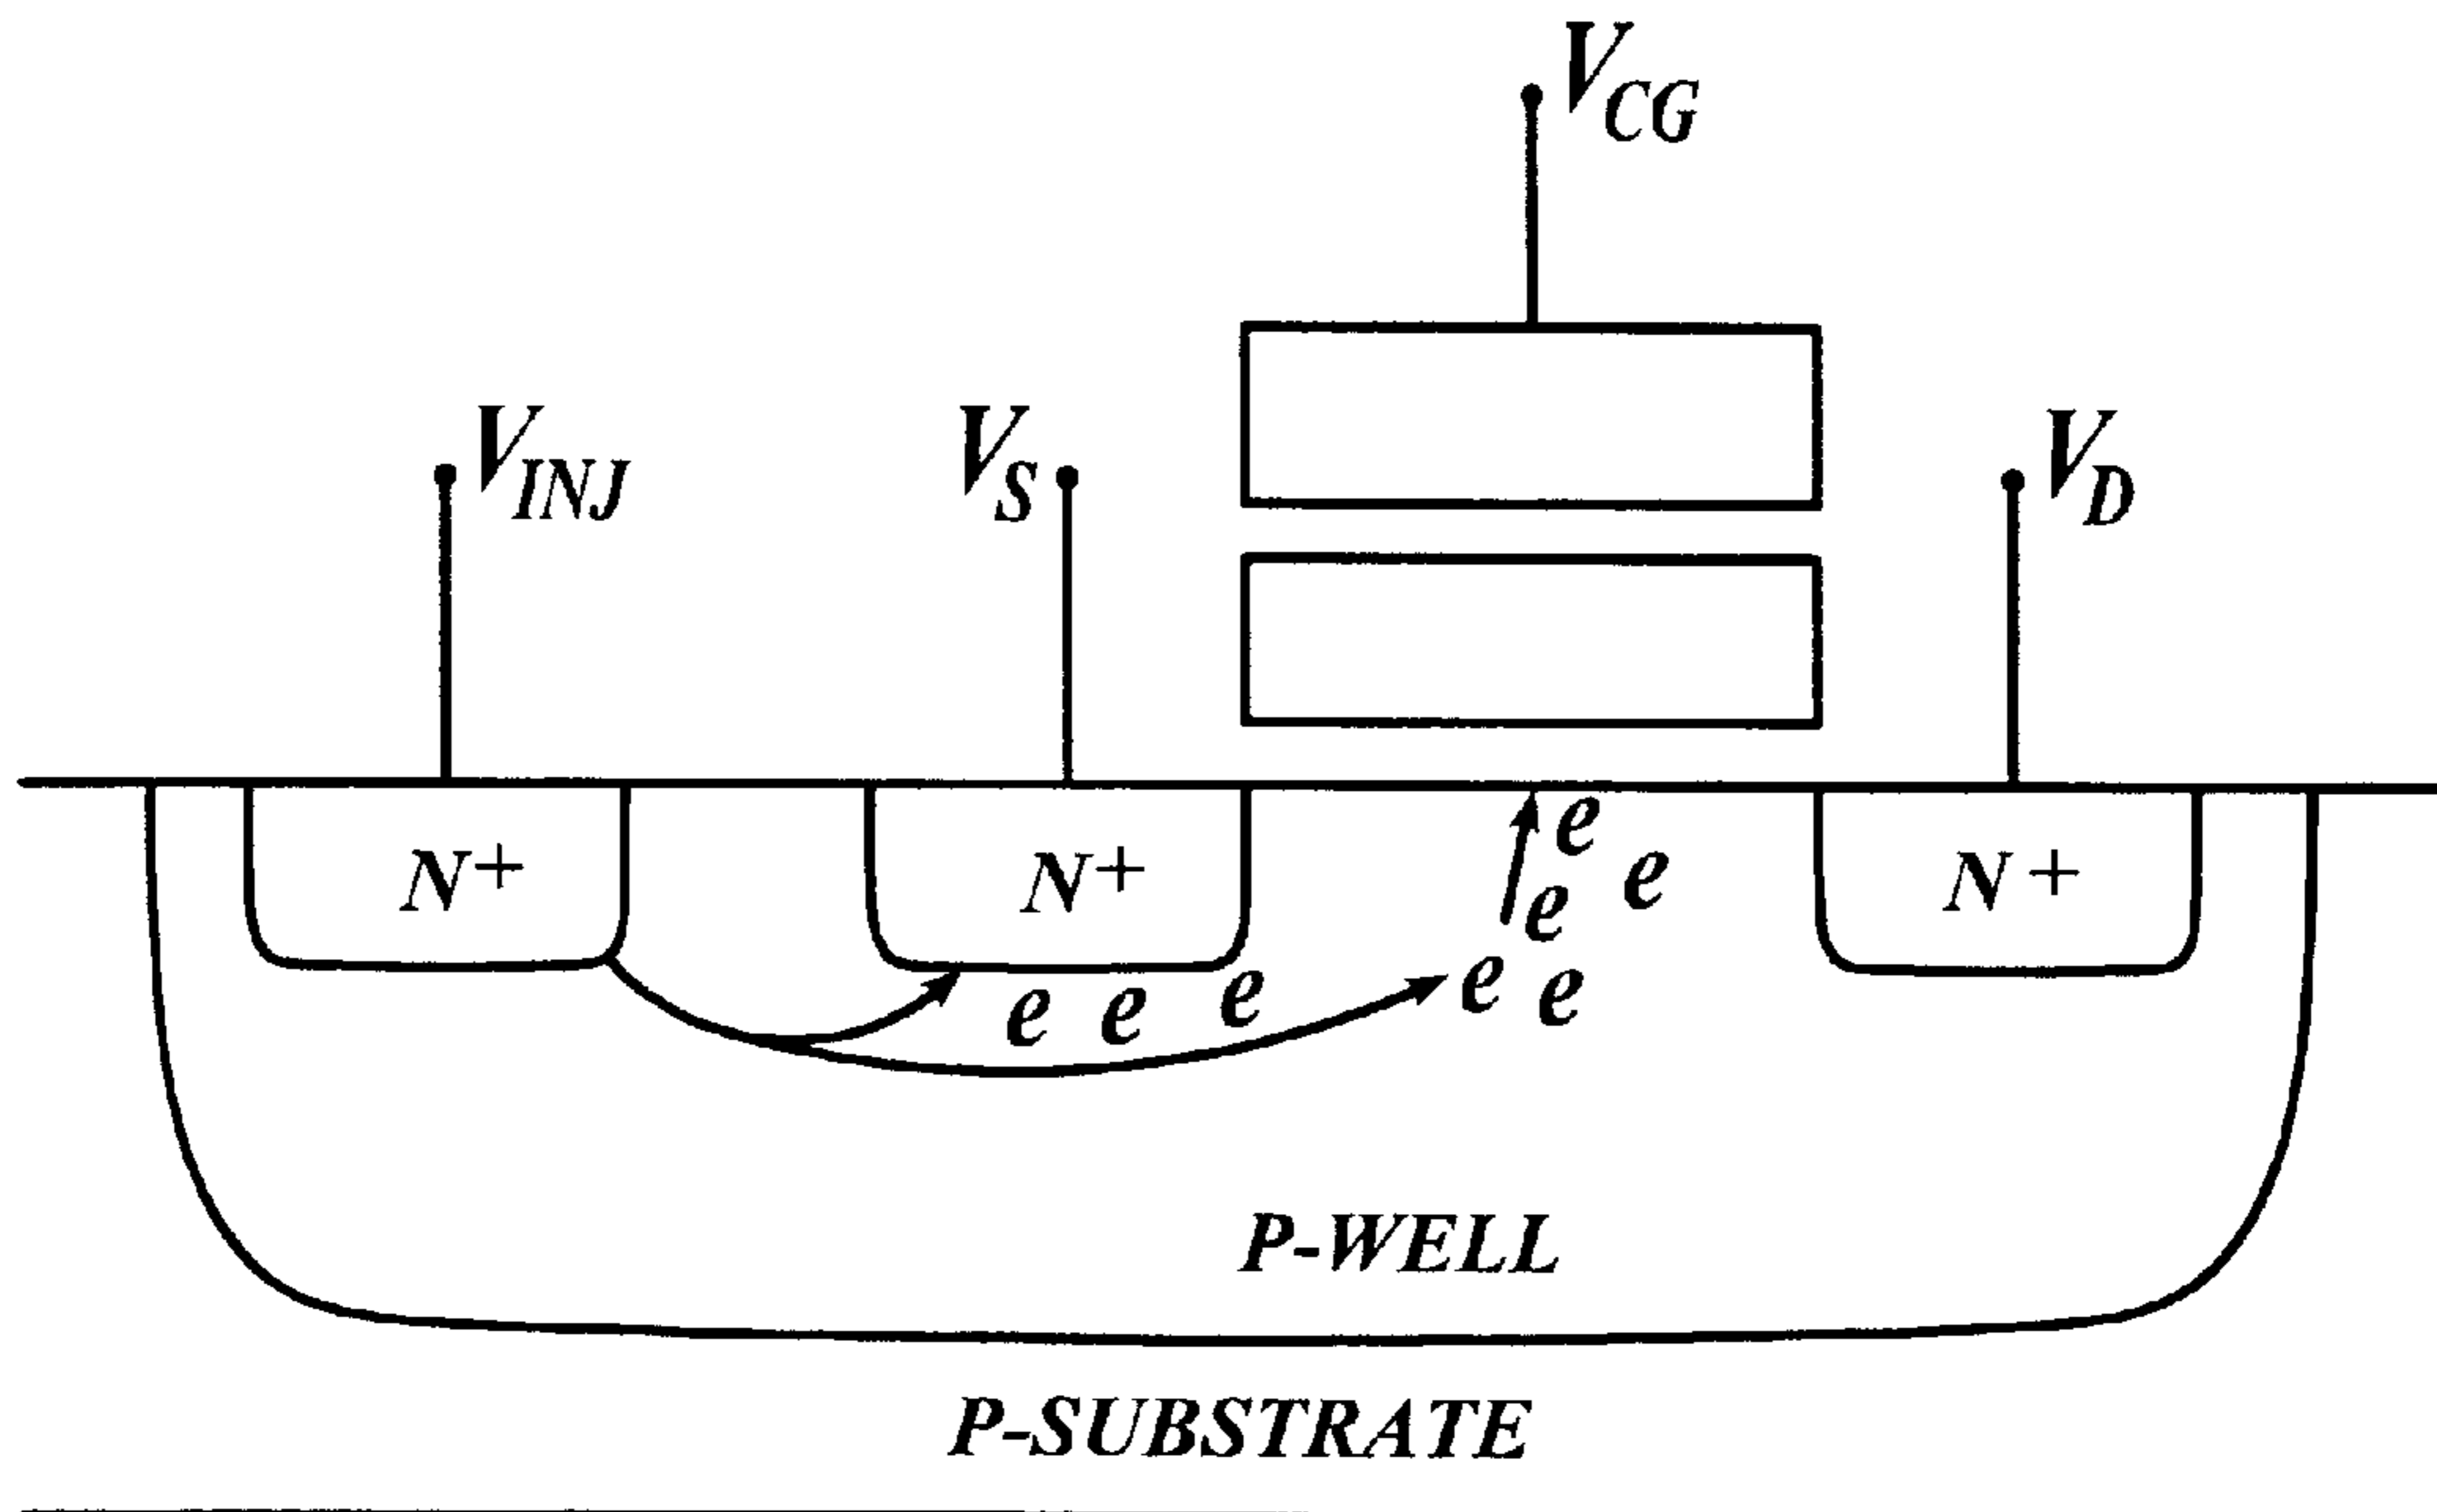 V_CG
V_INJ
V_S
V_D
N+
N+
N+
e
e
e
e
e
e
e
e
P-WELL
P-SUBSTRATE